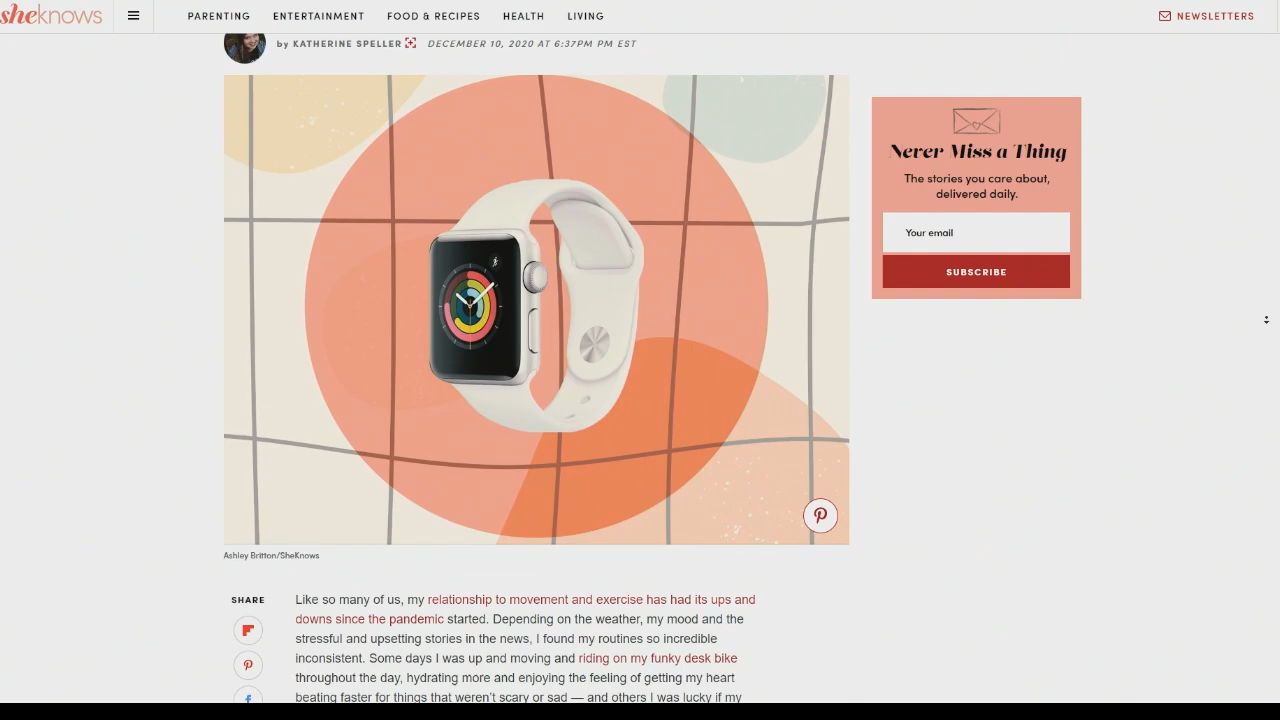 sheknows
PARENTING ENTERTAINMENT FOOD & RECIPES HEALTH LIVING
NEWSLETTERS
by KATHERINE SPELLER DECEMBER 10, 2020 AT 6:37PM PM EST
Never Miss a Thing
The stories you care about,
delivered daily.
Your email
SUBSCRIBE
Ashley Britton/SheKnows
SHARE
Like so many of us, my relationship to movement and exercise has had its ups and
downs since the pandemic started. Depending on the weather, my mood and the
stressful and upsetting stories in the news, I found my routines so incredible
inconsistent. Some days I was up and moving and riding on my funky desk bike
throughout the day, hydrating more and enjoying the feeling of getting my heart
beating faster for things that weren't scary or sad — and others I was lucky if my